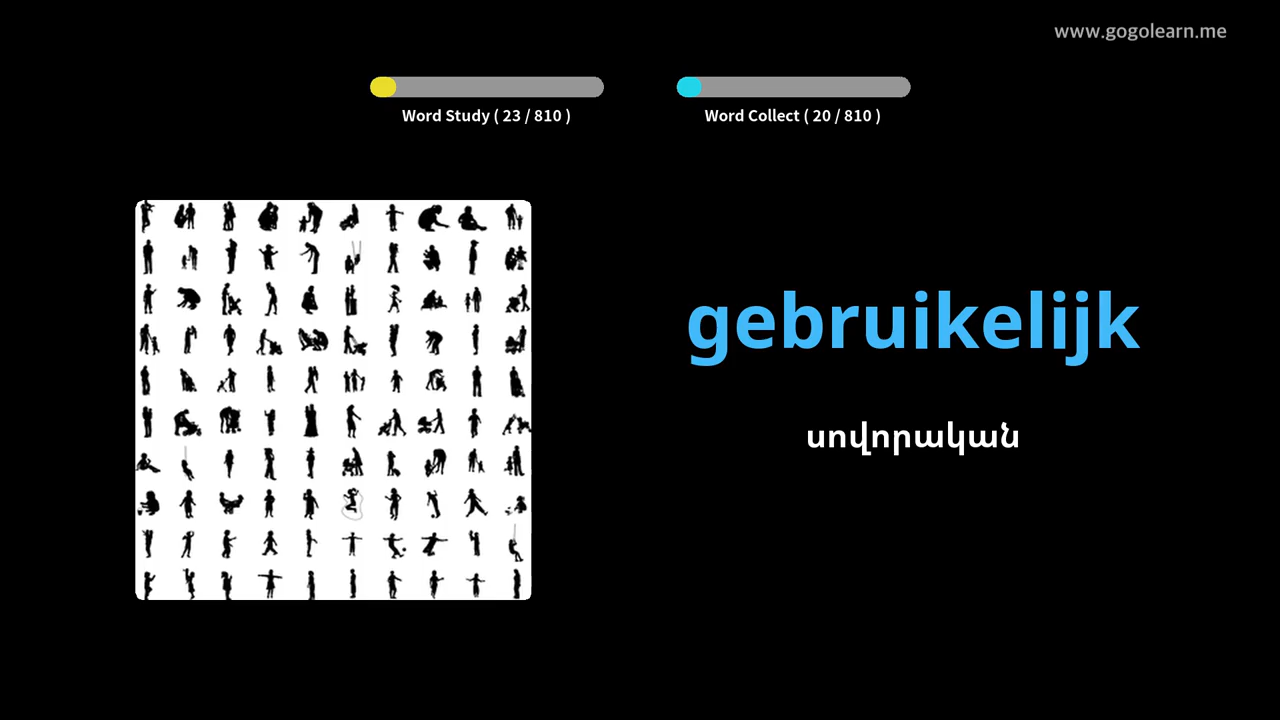 www.gogolearn.me
Word Study ( 23 / 810 )
Word Collect ( 20 / 810 )
gebruikelijk
սովորական